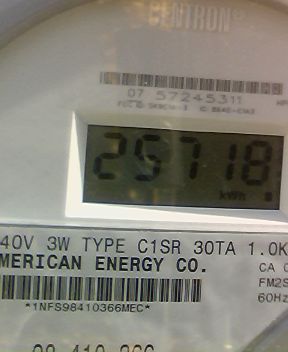 CENTRON®
07 57245311
25718
kWh
40V 3W TYPE C1SR 30TA 1.0K
MERICAN ENERGY CO.
CA 0
FM2S
60Hz
*1NFS98410366MEC*